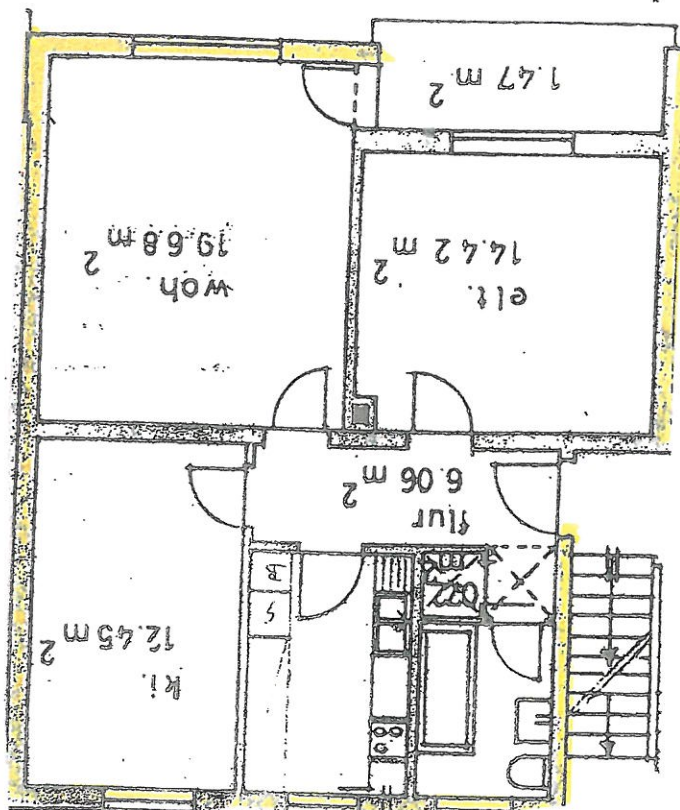 ki.
12.45 m²
flur
6.06 m²
elt.
14.42 m²
woh.
19.68 m²
1.47 m²